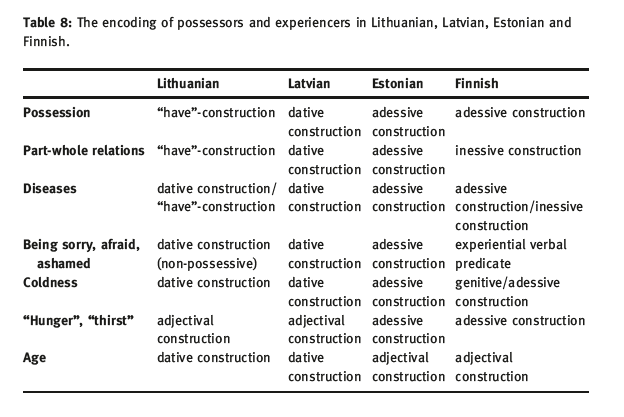 Table 8: The encoding of possessors and experiencers in Lithuanian, Latvian, Estonian and
Finnish.
Lithuanian Latvian Estonian Finnish
Possession “have”-construction dative adessive adessive construction
construction construction
Part-whole relations “have”-construction dative adessive inessive construction
construction construction
Diseases dative construction/ dative adessive adessive
“have”-construction construction construction construction/inessive
construction
Being sorry, afraid, dative construction dative adessive experiential verbal
ashamed (non-possessive) construction construction predicate
Coldness dative construction dative adessive genitive/adessive
construction construction construction
“Hunger”, “thirst” adjectival adjectival adessive adessive construction
construction construction construction
Age dative construction dative adjectival adjectival
construction construction construction